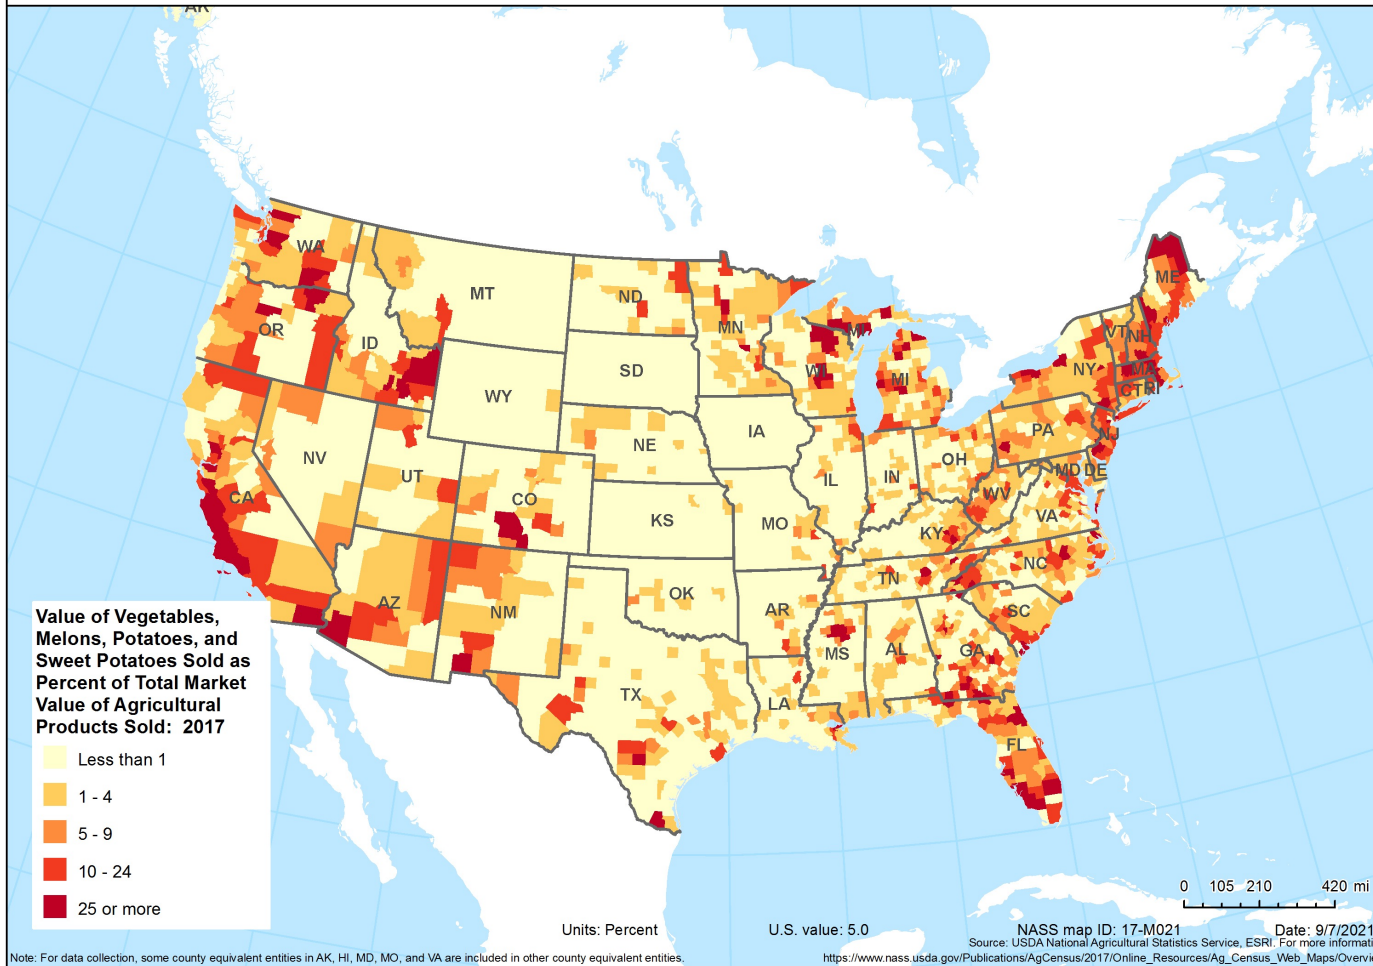 AK
WA
MT
ND
MN
ME
OR
ID
SD
WI
MI
MI
VT
NH
NY
MA
CT
RI
WY
IA
NE
PA
NJ
NV
UT
CO
IL
IN
OH
MD
DE
WV
CA
KS
MO
KY
VA
AZ
NM
OK
AR
TN
NC
SC
MS
AL
GA
TX
LA
FL
Value of Vegetables,
Melons, Potatoes, and
Sweet Potatoes Sold as
Percent of Total Market
Value of Agricultural
Products Sold: 2017
Less than 1
1 - 4
5 - 9
10 - 24
25 or more
0 105 210 420 mi
Units: Percent
U.S. value: 5.0
NASS map ID: 17-M021
Date: 9/7/2021
Source: USDA National Agricultural Statistics Service, ESRI. For more informati
Note: For data collection, some county equivalent entities in AK, HI, MD, MO, and VA are included in other county equivalent entities.
https://www.nass.usda.gov/Publications/AgCensus/2017/Online_Resources/Ag_Census_Web_Maps/Overvie